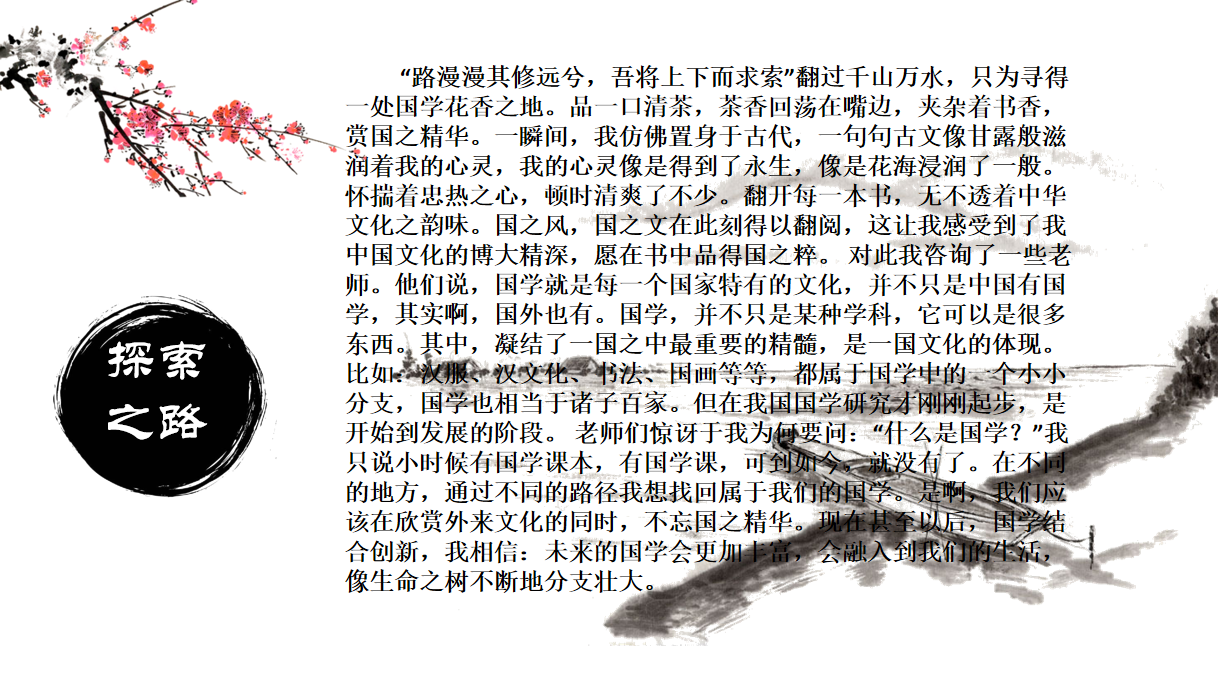 “路漫漫其修远兮，吾将上下而求索”翻过千山万水，只为寻得
一处国学花香之地。品一口清茶，茶香回荡在嘴边，夹杂着书香，
赏国之精华。一瞬间，我仿佛置身于古代，一句句古文像甘露般滋
润着我的心灵，我的心灵像是得到了永生，像是花海浸润了一般。
怀揣着忠热之心，顿时清爽了不少。翻开每一本书，无不透着中华
文化之韵味。国之风，国之文在此刻得以翻阅，这让我感受到了我
中国文化的博大精深，愿在书中品得国之粹。 对此我咨询了一些老
师。他们说，国学就是每一个国家特有的文化，并不只是中国有国
学，其实啊，国外也有。国学，并不只是某种学科，它可以是很多
东西。其中，凝结了一国之中最重要的精髓，是一国文化的体现。
比如：汉服、汉文化、书法、国画等等，都属于国学中的一个小小
分支，国学也相当于诸子百家。但在我国国学研究才刚刚起步，是
开始到发展的阶段。 老师们惊讶于我为何要问：“什么是国学？”我
只说小时候有国学课本，有国学课，可到如今，就没有了。在不同
的地方，通过不同的路径我想找回属于我们的国学。是啊，我们应
该在欣赏外来文化的同时，不忘国之精华。现在甚至以后，国学结
合创新，我相信：未来的国学会更加丰富，会融入到我们的生活，
像生命之树不断地分支壮大。
探索
之路